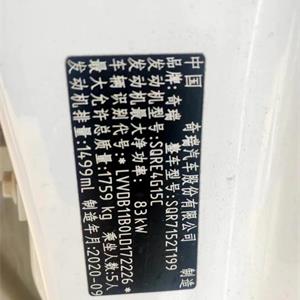 中国 奇瑞汽车股份有限公司 制造
品牌:奇瑞 整车型号:SQR7152T199
发动机型号:SQRE4G15C
发动机最大净功率: 83kW
车辆识别代号:*LVVDB11B0LD172226*
最大允许总质量:1759 kg 乘坐人数:5人
发动机排量:1499mL 制造年月:2020-09